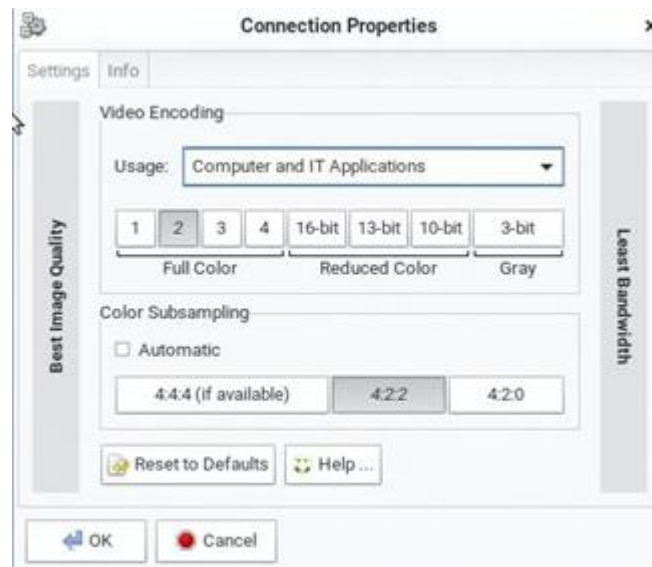 Connection Properties
Settings Info
Video Encoding
Usage: Computer and IT Applications
1 2 3 4 16-bit 13-bit 10-bit 3-bit
Full Color Reduced Color Gray
Best Image Quality
Least Bandwidth
Color Subsampling
Automatic
4:4:4 (if available) 4:2:2 4:2:0
Reset to Defaults Help ...
OK Cancel